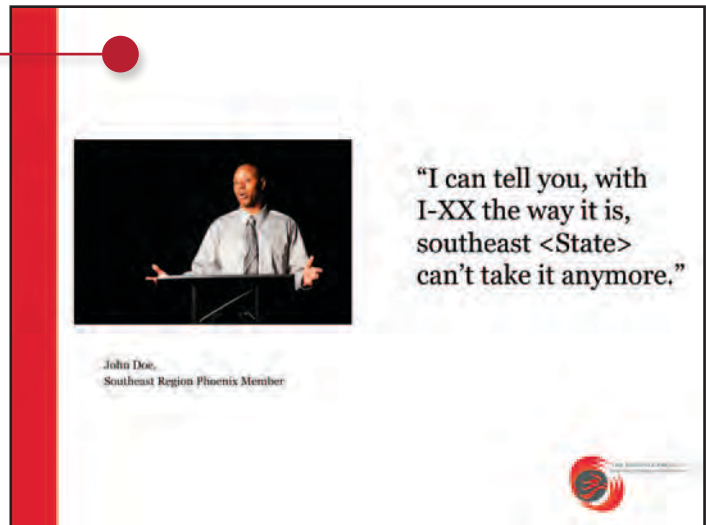 “I can tell you, with
I-XX the way it is,
southeast <State>
can’t take it anymore.”
John Doe,
Southeast Region Phoenix Member